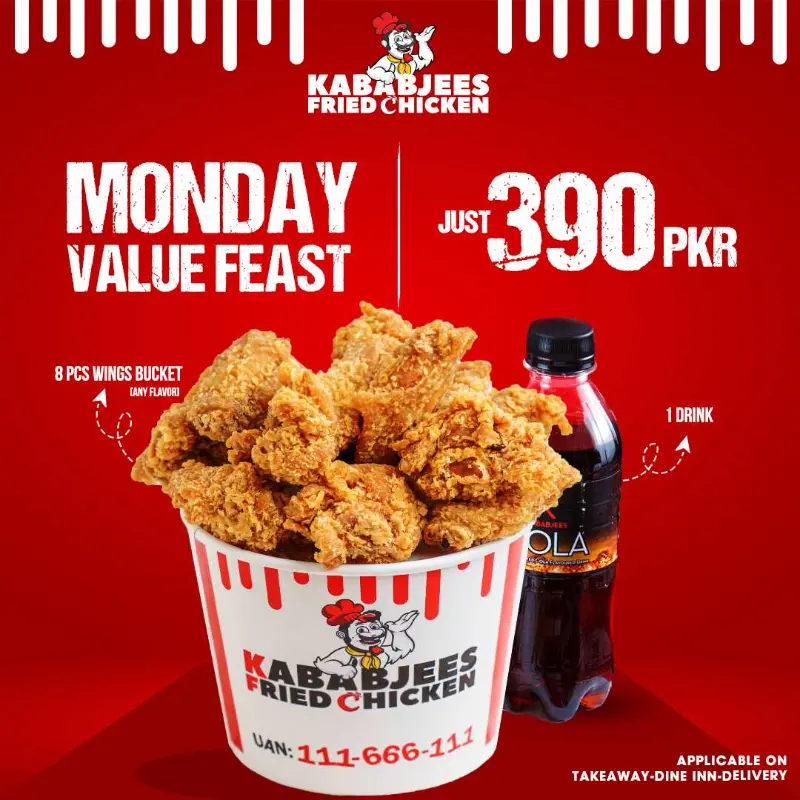 KABABJEES
FRIED CHICKEN
MONDAY
VALUE FEAST
JUST 390 PKR
8 PCS WINGS BUCKET
(ANY FLAVOR)
1 DRINK
KABABJEES
OLA
KABABJEES
FRIED CHICKEN
UAN: 111-666-111
APPLICABLE ON
TAKEAWAY-DINE INN-DELIVERY